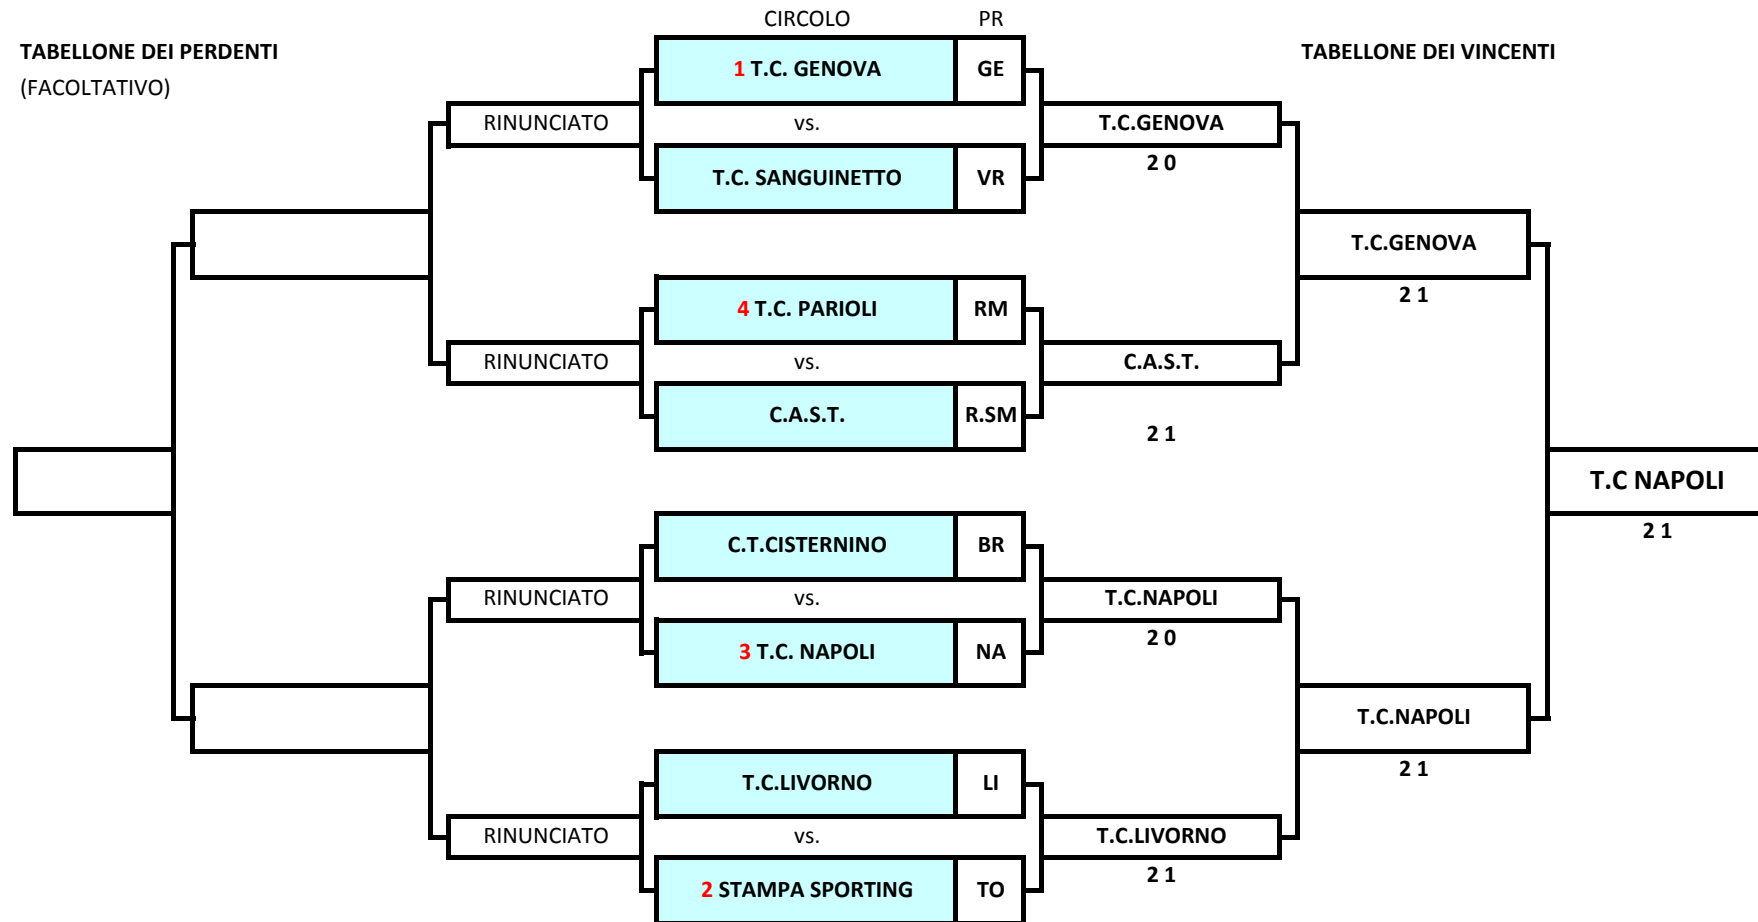 CIRCOLO PR
TABELLONE DEI PERDENTI
(FACOLTATIVO)
TABELLONE DEI VINCENTI
1 T.C. GENOVA GE
RINUNCIATO vs. T.C.GENOVA
2 0
T.C. SANGUINETTO VR
T.C.GENOVA
2 1
4 T.C. PARIOLI RM
RINUNCIATO vs. C.A.S.T.
C.A.S.T. R.SM
2 1
T.C NAPOLI
2 1
C.T.CISTERNINO BR
RINUNCIATO vs. T.C.NAPOLI
2 0
3 T.C. NAPOLI NA
T.C.NAPOLI
2 1
T.C.LIVORNO LI
RINUNCIATO vs. T.C.LIVORNO
2 1
2 STAMPA SPORTING TO